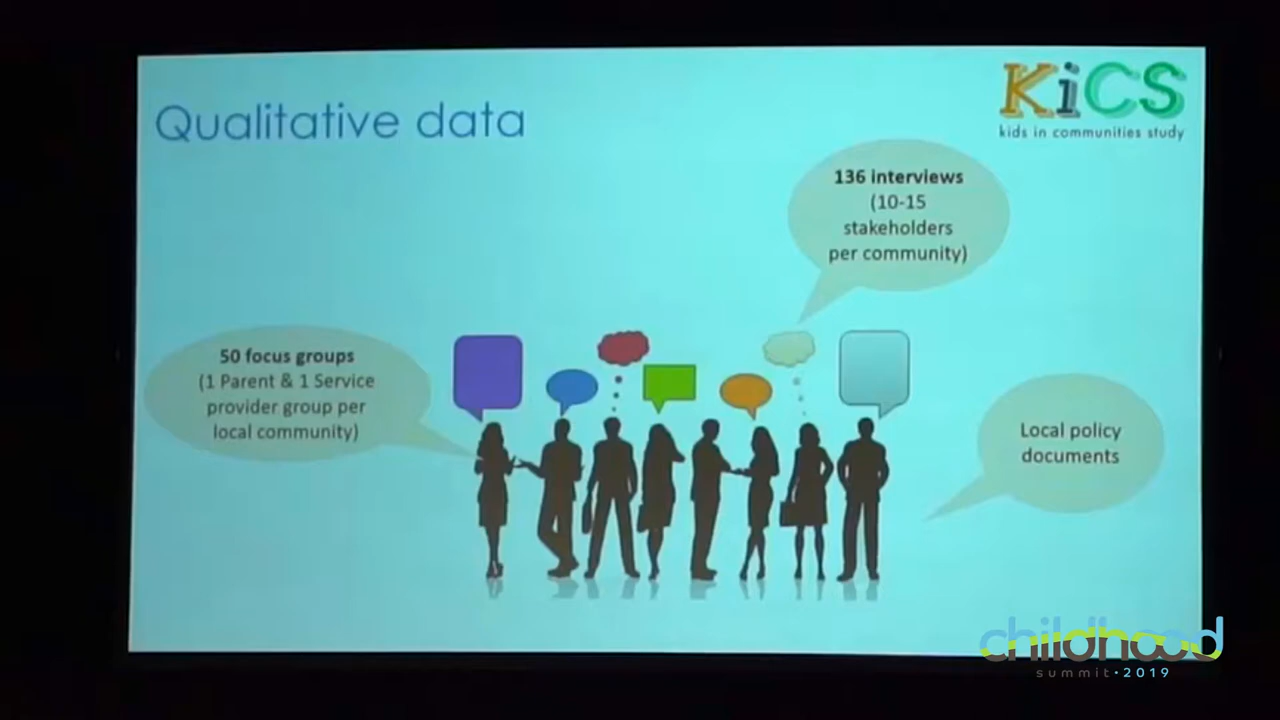 Qualitative data
KiCS
kids in communities study
136 interviews
(10-15
stakeholders
per community)
50 focus groups
(1 Parent & 1 Service
provider group per
local community)
Local policy
documents
childhood
summit • 2019